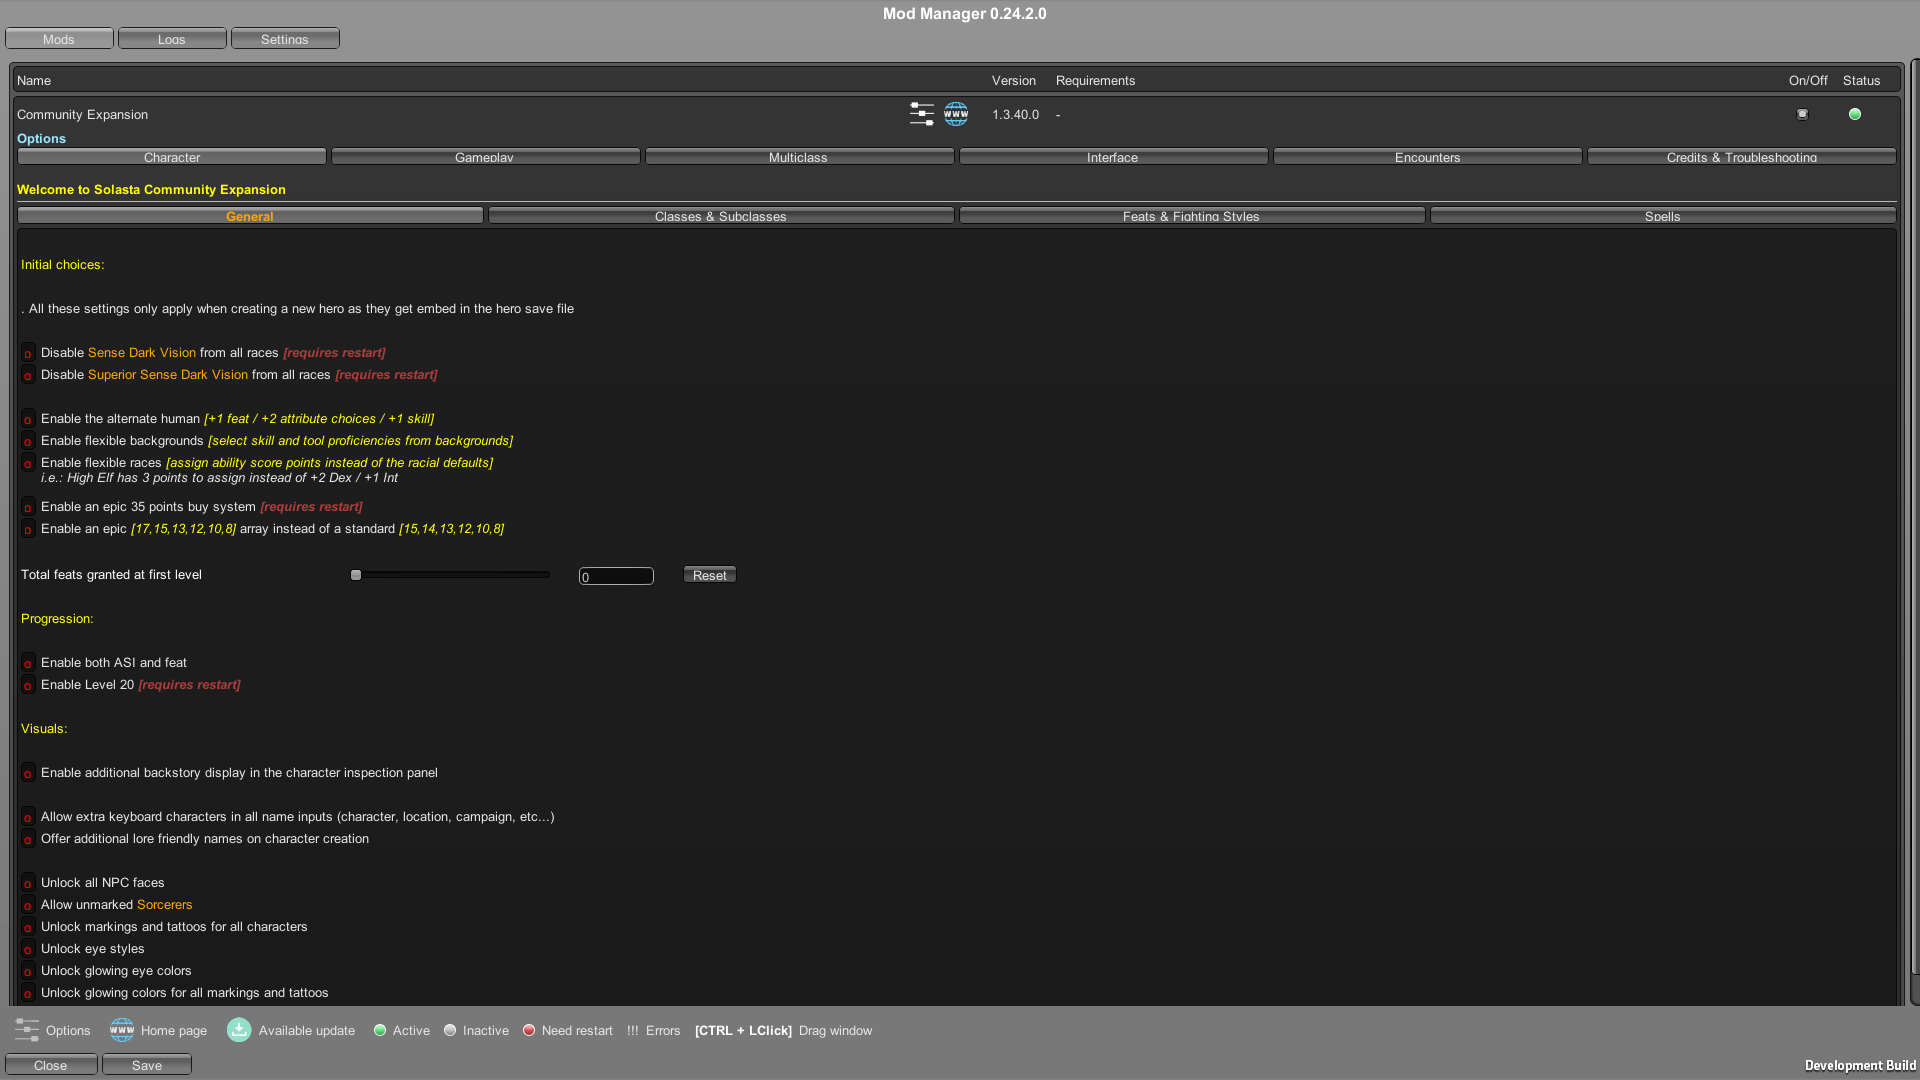 Mod Manager 0.24.2.0
Mods Logs Settings
Name Version Requirements On/Off Status
Community Expansion WWW 1.3.40.0 -
Options
Character Gameplay Multiclass Interface Encounters Credits & Troubleshooting
Welcome to Solasta Community Expansion
General Classes & Subclasses Feats & Fighting Styles Spells
Initial choices:
. All these settings only apply when creating a new hero as they get embed in the hero save file
o Disable Sense Dark Vision from all races [requires restart]
o Disable Superior Sense Dark Vision from all races [requires restart]
o Enable the alternate human [+1 feat / +2 attribute choices / +1 skill]
o Enable flexible backgrounds [select skill and tool proficiencies from backgrounds]
o Enable flexible races [assign ability score points instead of the racial defaults]
i.e.: High Elf has 3 points to assign instead of +2 Dex / +1 Int
o Enable an epic 35 points buy system [requires restart]
o Enable an epic [17,15,13,12,10,8] array instead of a standard [15,14,13,12,10,8]
Total feats granted at first level 0 Reset
Progression:
o Enable both ASI and feat
o Enable Level 20 [requires restart]
Visuals:
o Enable additional backstory display in the character inspection panel
o Allow extra keyboard characters in all name inputs (character, location, campaign, etc...)
o Offer additional lore friendly names on character creation
o Unlock all NPC faces
o Allow unmarked Sorcerers
o Unlock markings and tattoos for all characters
o Unlock eye styles
o Unlock glowing eye colors
o Unlock glowing colors for all markings and tattoos
Options WWW Home page Available update Active Inactive Need restart !!! Errors [CTRL + LClick] Drag window
Close Save
Development Build